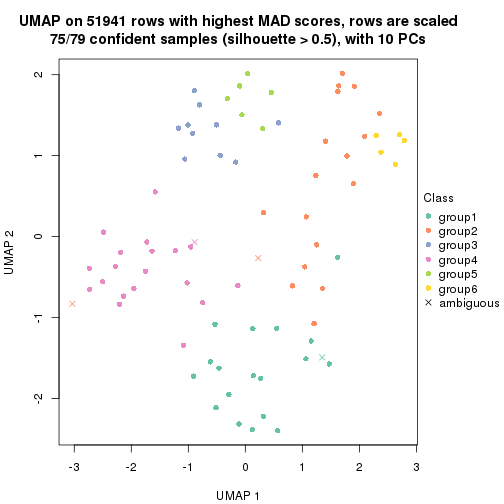 UMAP on 51941 rows with highest MAD scores, rows are scaled
75/79 confident samples (silhouette > 0.5), with 10 PCs
2
1
0
-1
-2
UMAP 2
-3
-2
-1
0
1
2
3
UMAP 1
Class
group1
group2
group3
group4
group5
group6
ambiguous